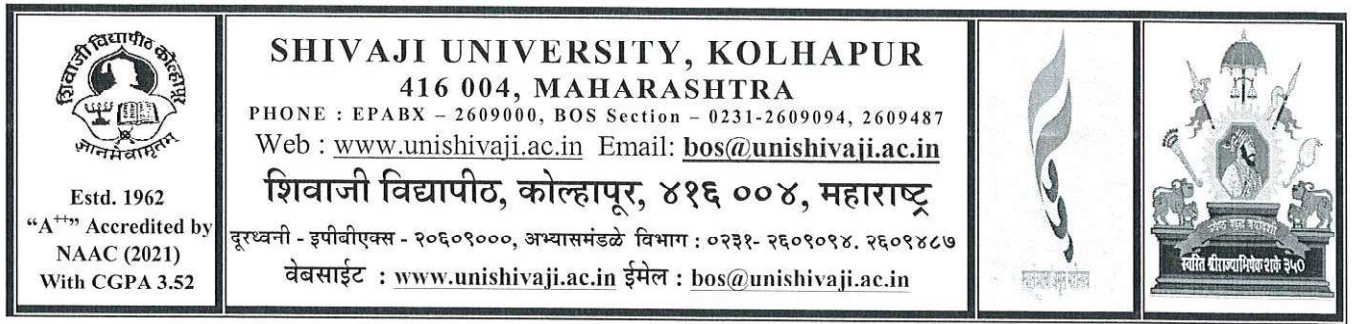 शिवाजी विद्यापीठ कोल्हापूर
ज्ञानमेवामृतम्
Estd. 1962
“A++” Accredited by
NAAC (2021)
With CGPA 3.52
SHIVAJI UNIVERSITY, KOLHAPUR
416 004, MAHARASHTRA
PHONE : EPABX – 2609000, BOS Section – 0231-2609094, 2609487
Web : www.unishivaji.ac.in Email: bos@unishivaji.ac.in
शिवाजी विद्यापीठ, कोल्हापूर, ४१६ ००४, महाराष्ट्र
दूरध्वनी - इपीबीएक्स - २०६०९०००, अभ्यासमंडळे विभाग : ०२३१- २६०९०९४. २६०९४८७
वेबसाईट : www.unishivaji.ac.in ईमेल : bos@unishivaji.ac.in
स्वस्ति श्रीराज्याभिषेक शके ३५०